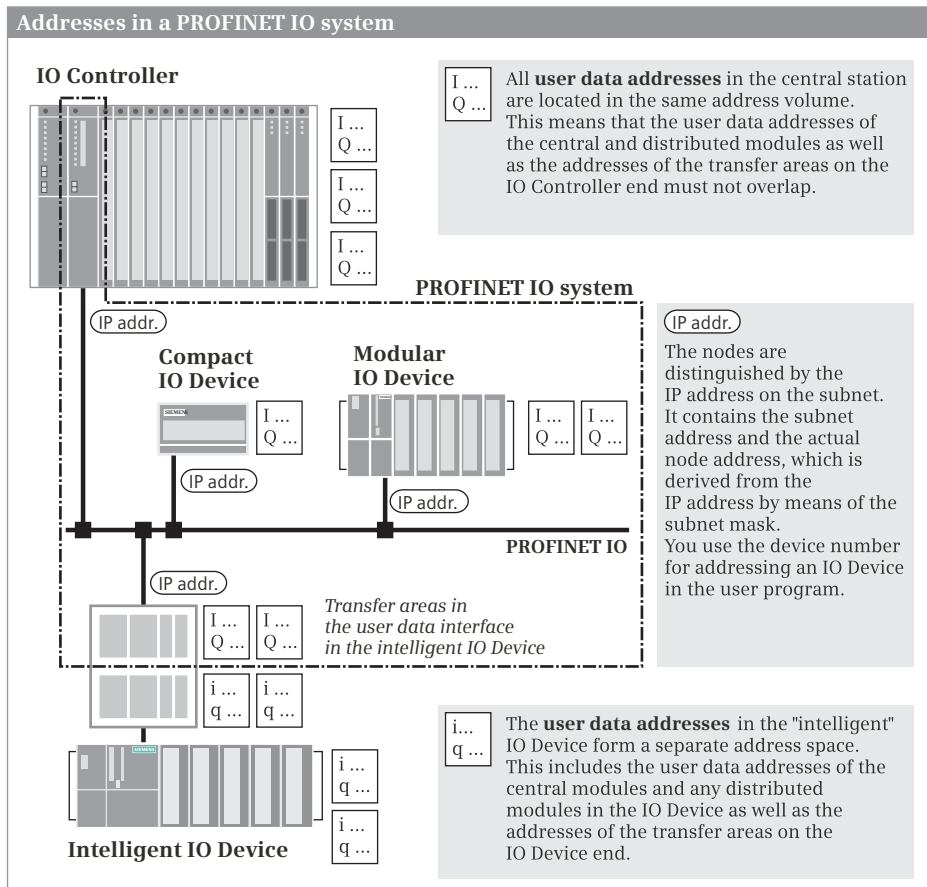 Addresses in a PROFINET IO system
IO Controller
I ...
Q ...
I ...
Q ...
I ...
Q ...
I ...
Q ...
All user data addresses in the central station
are located in the same address volume.
This means that the user data addresses of
the central and distributed modules as well
as the addresses of the transfer areas on the
IO Controller end must not overlap.
PROFINET IO system
IP addr.
Compact
IO Device
SIEMENS
I ...
Q ...
IP addr.
Modular
IO Device
I ...
Q ...
I ...
Q ...
IP addr.
PROFINET IO
IP addr.
The nodes are
distinguished by the
IP address on the subnet.
It contains the subnet
address and the actual
node address, which is
derived from the
IP address by means of the
subnet mask.
You use the device number
for addressing an IO Device
in the user program.
IP addr.
I ...
Q ...
I ...
Q ...
Transfer areas in
the user data interface
in the intelligent IO Device
i ...
q ...
i ...
q ...
SIEMENS
i ...
q ...
i ...
q ...
Intelligent IO Device
i...
q ...
The user data addresses in the "intelligent"
IO Device form a separate address space.
This includes the user data addresses of the
central modules and any distributed
modules in the IO Device as well as the
addresses of the transfer areas on the
IO Device end.